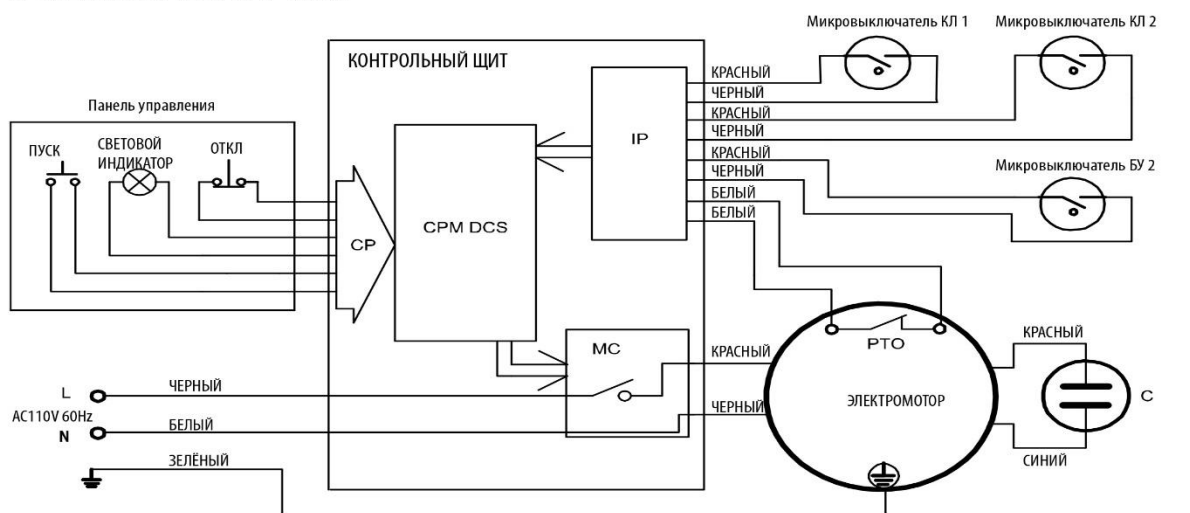 Микровыключатель КЛ 1
Микровыключатель КЛ 2
КОНТРОЛЬНЫЙ ЩИТ
КРАСНЫЙ
ЧЕРНЫЙ
КРАСНЫЙ
ЧЕРНЫЙ
КРАСНЫЙ
ЧЕРНЫЙ
БЕЛЫЙ
БЕЛЫЙ
IP
Микровыключатель БУ 2
Панель управления
ПУСК
СВЕТОВОЙ
ИНДИКАТОР
ОТКЛ
CP
CPM DCS
MC
КРАСНЫЙ
ЧЕРНЫЙ
PTO
ЭЛЕКТРОМОТОР
КРАСНЫЙ
C
СИНИЙ
L
ЧЕРНЫЙ
AC110V 60Hz
N
БЕЛЫЙ
ЗЕЛЁНЫЙ